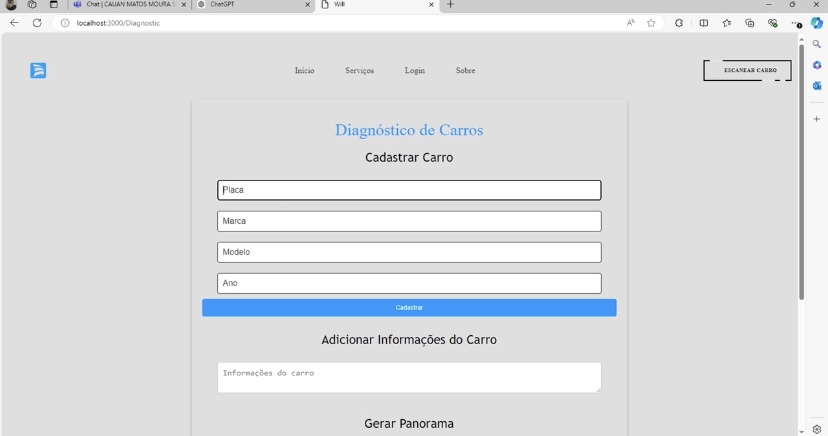 Chat | CAUAN MATOS MOURA
ChatGPT
Will
localhost:3000/Diagnostic
Início
Serviços
Login
Sobre
ESCANEAR CARRO
Diagnóstico de Carros
Cadastrar Carro
Placa
Marca
Modelo
Ano
Cadastrar
Adicionar Informações do Carro
Informações do carro
Gerar Panorama